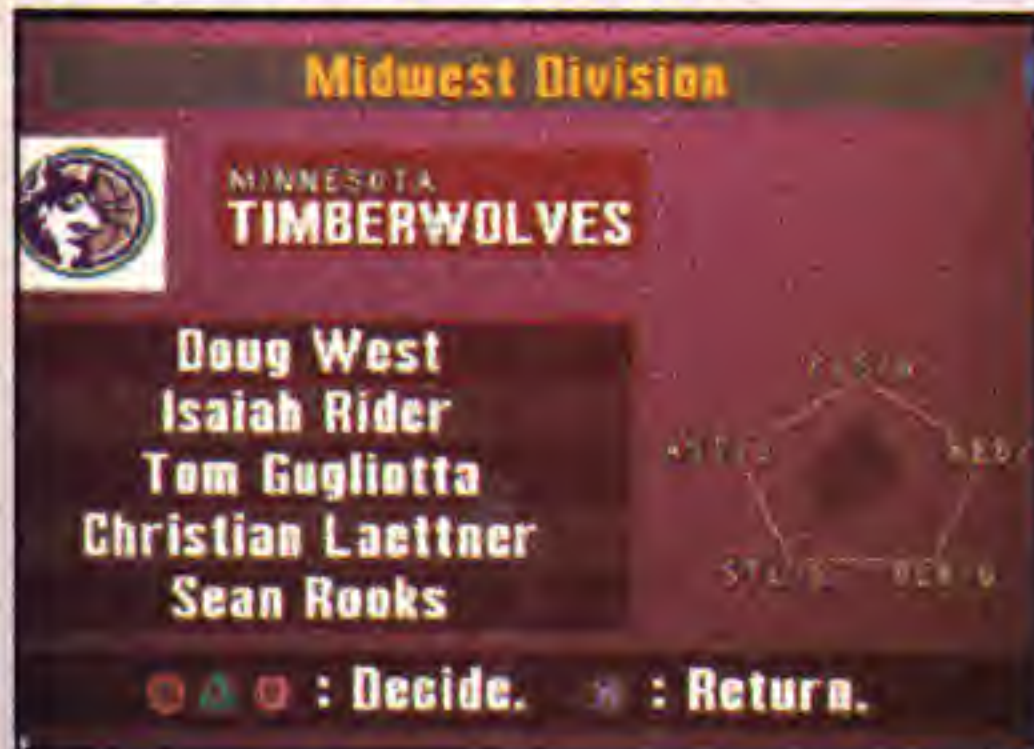 Midwest Division
MINNESOTA
TIMBERWOLVES
Doug West
Isaiah Rider
Tom Gugliotta
Christian Laettner
Sean Rooks
: Decide. : Return.